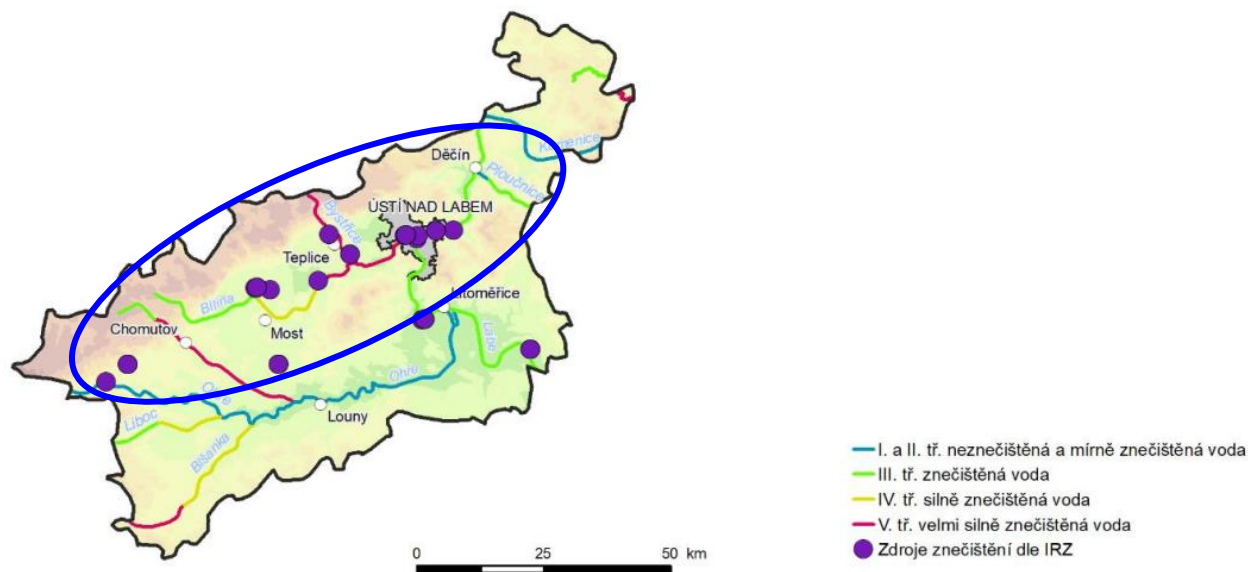 Děčín
Kamenice
Ploučnice
ÚSTÍ NAD LABEM
Bystřice
Teplice
Bílina
Litoměřice
Chomutov
Most
Labe
Ohře
Ohře
Louny
Liboc
Blšanka
I. a II. tř. neznečištěná a mírně znečištěná voda
III. tř. znečištěná voda
IV. tř. silně znečištěná voda
V. tř. velmi silně znečištěná voda
Zdroje znečištění dle IRZ
0 25 50 km